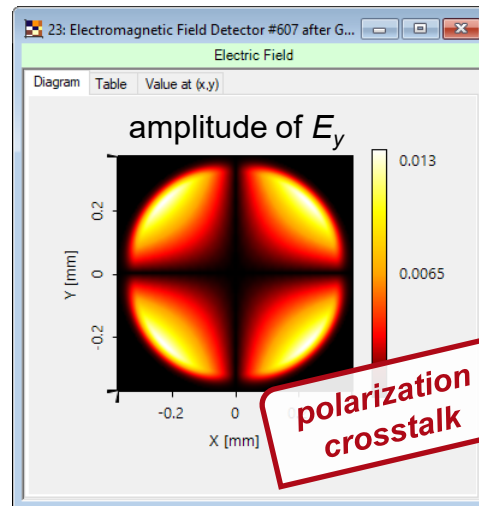 23: Electromagnetic Field Detector #607 after G...
Electric Field
Diagram Table Value at (x,y)
amplitude of Ey
0.013
0.0065
Y [mm]
0.2
0
-0.2
-0.2 0
X [mm]
polarization
crosstalk